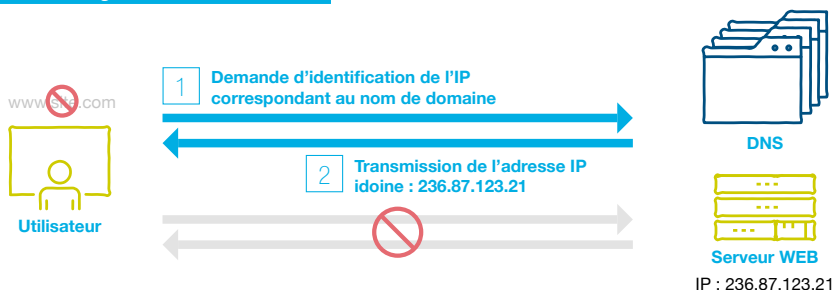 www.site.com
1
Demande d'identification de l'IP
correspondant au nom de domaine
DNS
2
Transmission de l'adresse IP
idoine : 236.87.123.21
Utilisateur
Serveur WEB
IP : 236.87.123.21